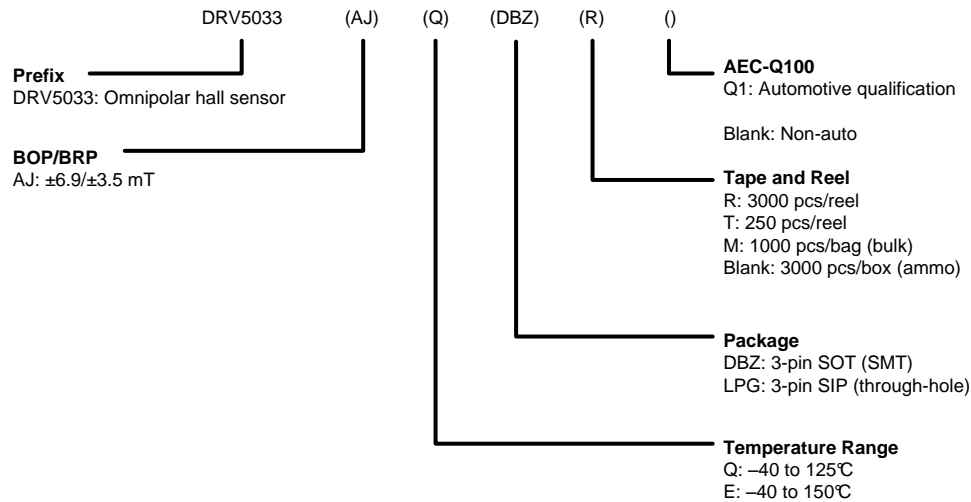 DRV5033 (AJ) (Q) (DBZ) (R) ()
Prefix
DRV5033: Omnipolar hall sensor
BOP/BRP
AJ: ±6.9/±3.5 mT
AEC-Q100
Q1: Automotive qualification
Blank: Non-auto
Tape and Reel
R: 3000 pcs/reel
T: 250 pcs/reel
M: 1000 pcs/bag (bulk)
Blank: 3000 pcs/box (ammo)
Package
DBZ: 3-pin SOT (SMT)
LPG: 3-pin SIP (through-hole)
Temperature Range
Q: –40 to 125°C
E: –40 to 150°C